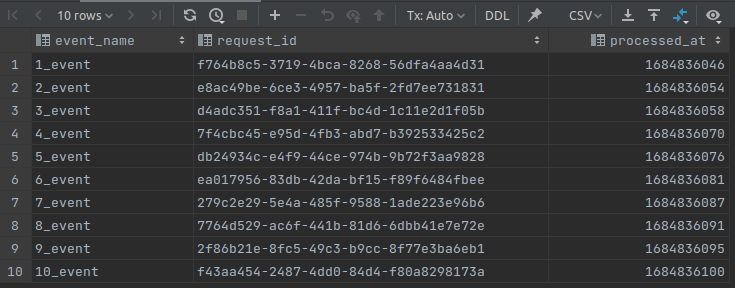 10 rows Tx: Auto DDL CSV
event_name request_id processed_at
1 1_event f764b8c5-3719-4bca-8268-56dfa4aa4d31 1684836046
2 2_event e8ac49be-6ce3-4957-ba5f-2fd7ee731831 1684836054
3 3_event d4adc351-f8a1-411f-bc4d-1c11e2d1f05b 1684836058
4 4_event 7f4cbc45-e95d-4fb3-abd7-b392533425c2 1684836070
5 5_event db24934c-e4f9-44ce-974b-9b72f3aa9828 1684836076
6 6_event ea017956-83db-42da-bf15-f89f6484fbee 1684836081
7 7_event 279c2e29-5e4a-485f-9588-1ade223e96b6 1684836087
8 8_event 7764d529-ac6f-441b-81d6-6dbb41e7e72e 1684836091
9 9_event 2f86b21e-8fc5-49c3-b9cc-8f77e3ba6eb1 1684836095
10 10_event f43aa454-2487-4dd0-84d4-f80a8298173a 1684836100